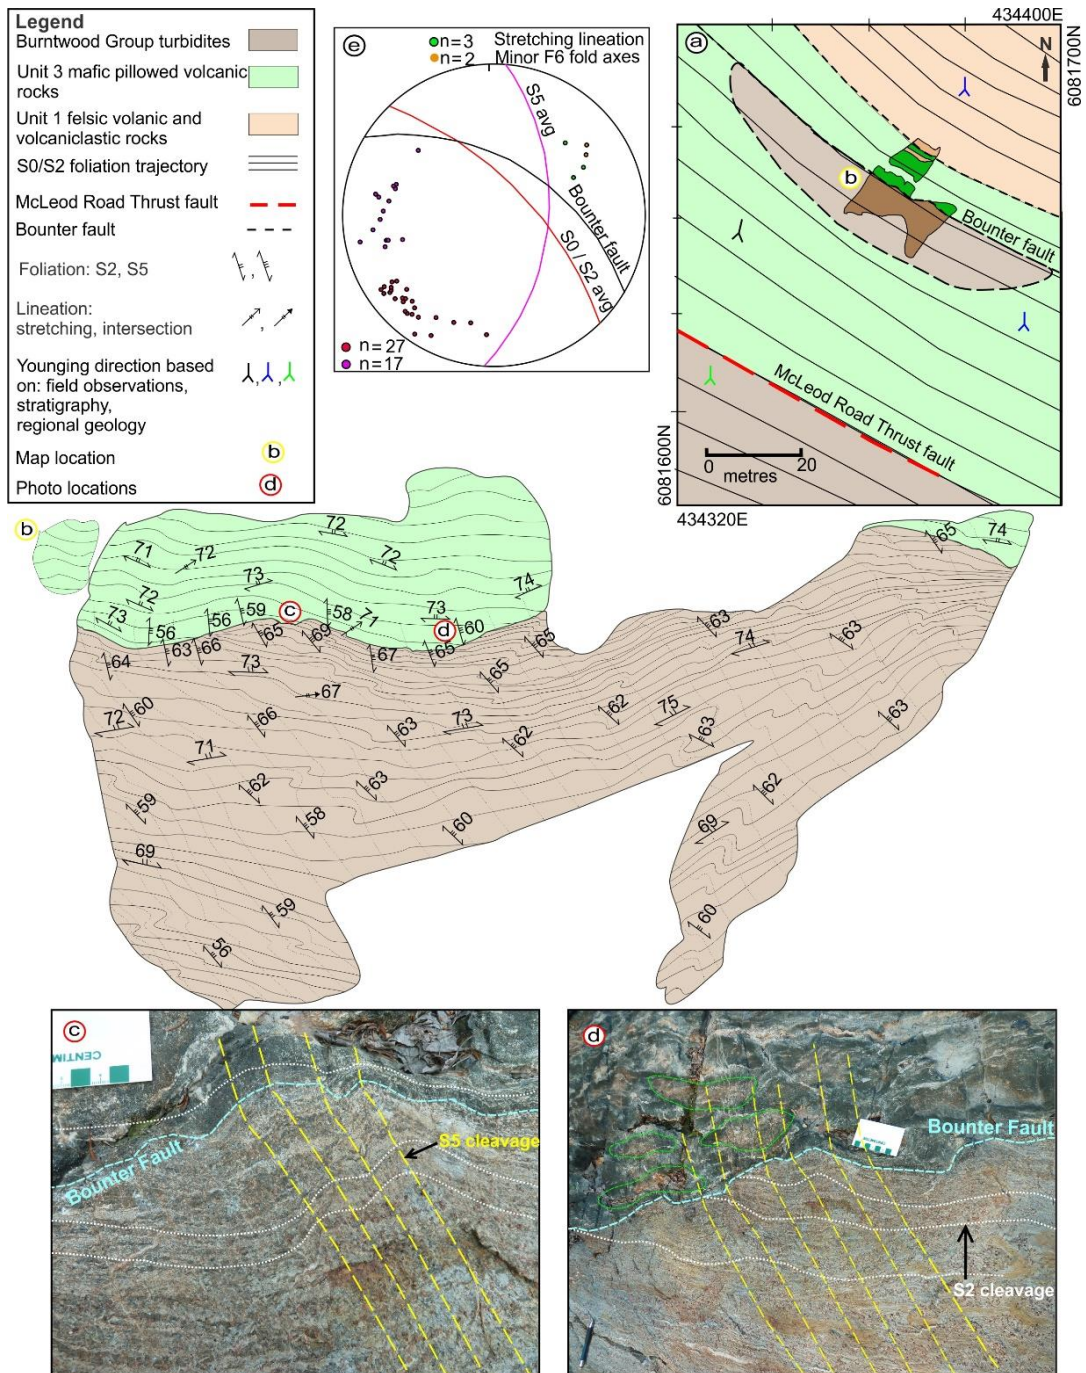 Legend
Burntwood Group turbidites
Unit 3 mafic pillowed volcanic
rocks
Unit 1 felsic volanic and
volcaniclastic rocks
S0/S2 foliation trajectory
McLeod Road Thrust fault
Bounter fault
Foliation: S2, S5
Lineation:
stretching, intersection
Younging direction based
on: field observations,
stratigraphy,
regional geology
Map location
b
Photo locations
d
e
n=3 Stretching lineation
n=2 Minor F6 fold axes
S5 avg
Bounter fault
S0 / S2 avg
n=27
n=17
434400E
a
N
6081700N
b
Bounter fault
McLeod Road Thrust fault
0 20
metres
6081600N
434320E
b
72
71
72
72
73
74
72
73
56
56
59
c
58
71
73
d
60
65
74
63
66
65
69
67
65
65
63
74
63
64
73
65
67
60
72
66
63
73
62
62
75
63
63
71
62
63
62
59
58
60
69
69
59
60
56
c
CENTIM
S5 cleavage
Bounter Fault
d
Bounter Fault
CENTIMETRE
S2 cleavage